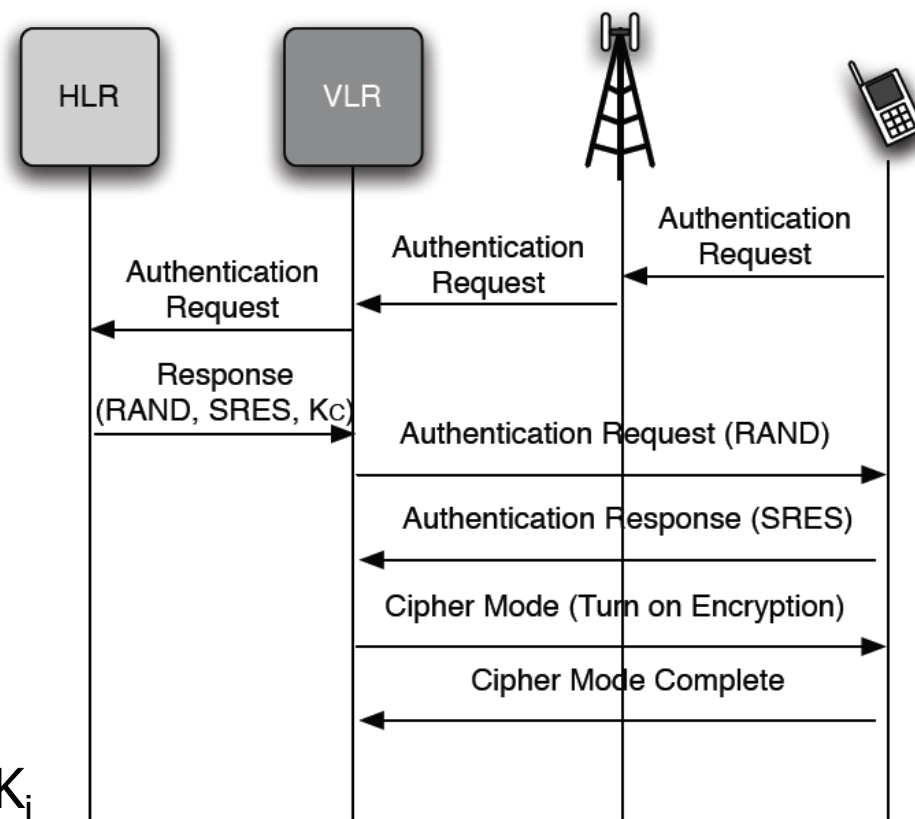 HLR
VLR
Authentication
Request
Authentication
Request
Authentication
Request
Response
(RAND, SRES, KC)
Authentication Request (RAND)
Authentication Response (SRES)
Cipher Mode (Turn on Encryption)
Cipher Mode Complete
Ki